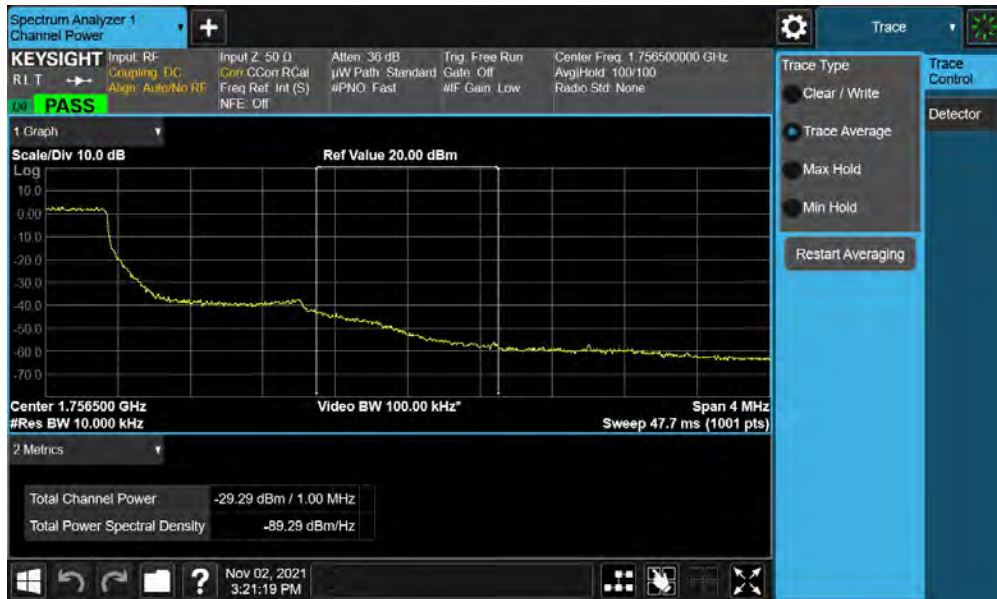 Spectrum Analyzer 1
Channel Power
+
Trace
KEYSIGHT
RLT
LXI
PASS
Input: RF
Coupling: DC
Align: Auto/No RF
Input Z: 50 Ω
Corr CCorr RCal
Freq Ref: Int (S)
NFE: Off
Atten: 36 dB
µW Path: Standard
#PNO: Fast
Trig: Free Run
Gate: Off
#IF Gain: Low
Center Freq: 1.756500000 GHz
Avg|Hold: 100/100
Radio Std: None
1 Graph
Scale/Div 10.0 dB
Ref Value 20.00 dBm
Log
10.0
0.00
-10.0
-20.0
-30.0
-40.0
-50.0
-60.0
-70.0
Center 1.756500 GHz
Video BW 100.00 kHz*
Span 4 MHz
#Res BW 10.000 kHz
Sweep 47.7 ms (1001 pts)
2 Metrics
Total Channel Power -29.29 dBm / 1.00 MHz
Total Power Spectral Density -89.29 dBm/Hz
?
Nov 02, 2021
3:21:19 PM
Trace Type
Clear / Write
Trace Average
Max Hold
Min Hold
Restart Averaging
Trace
Control
Detector